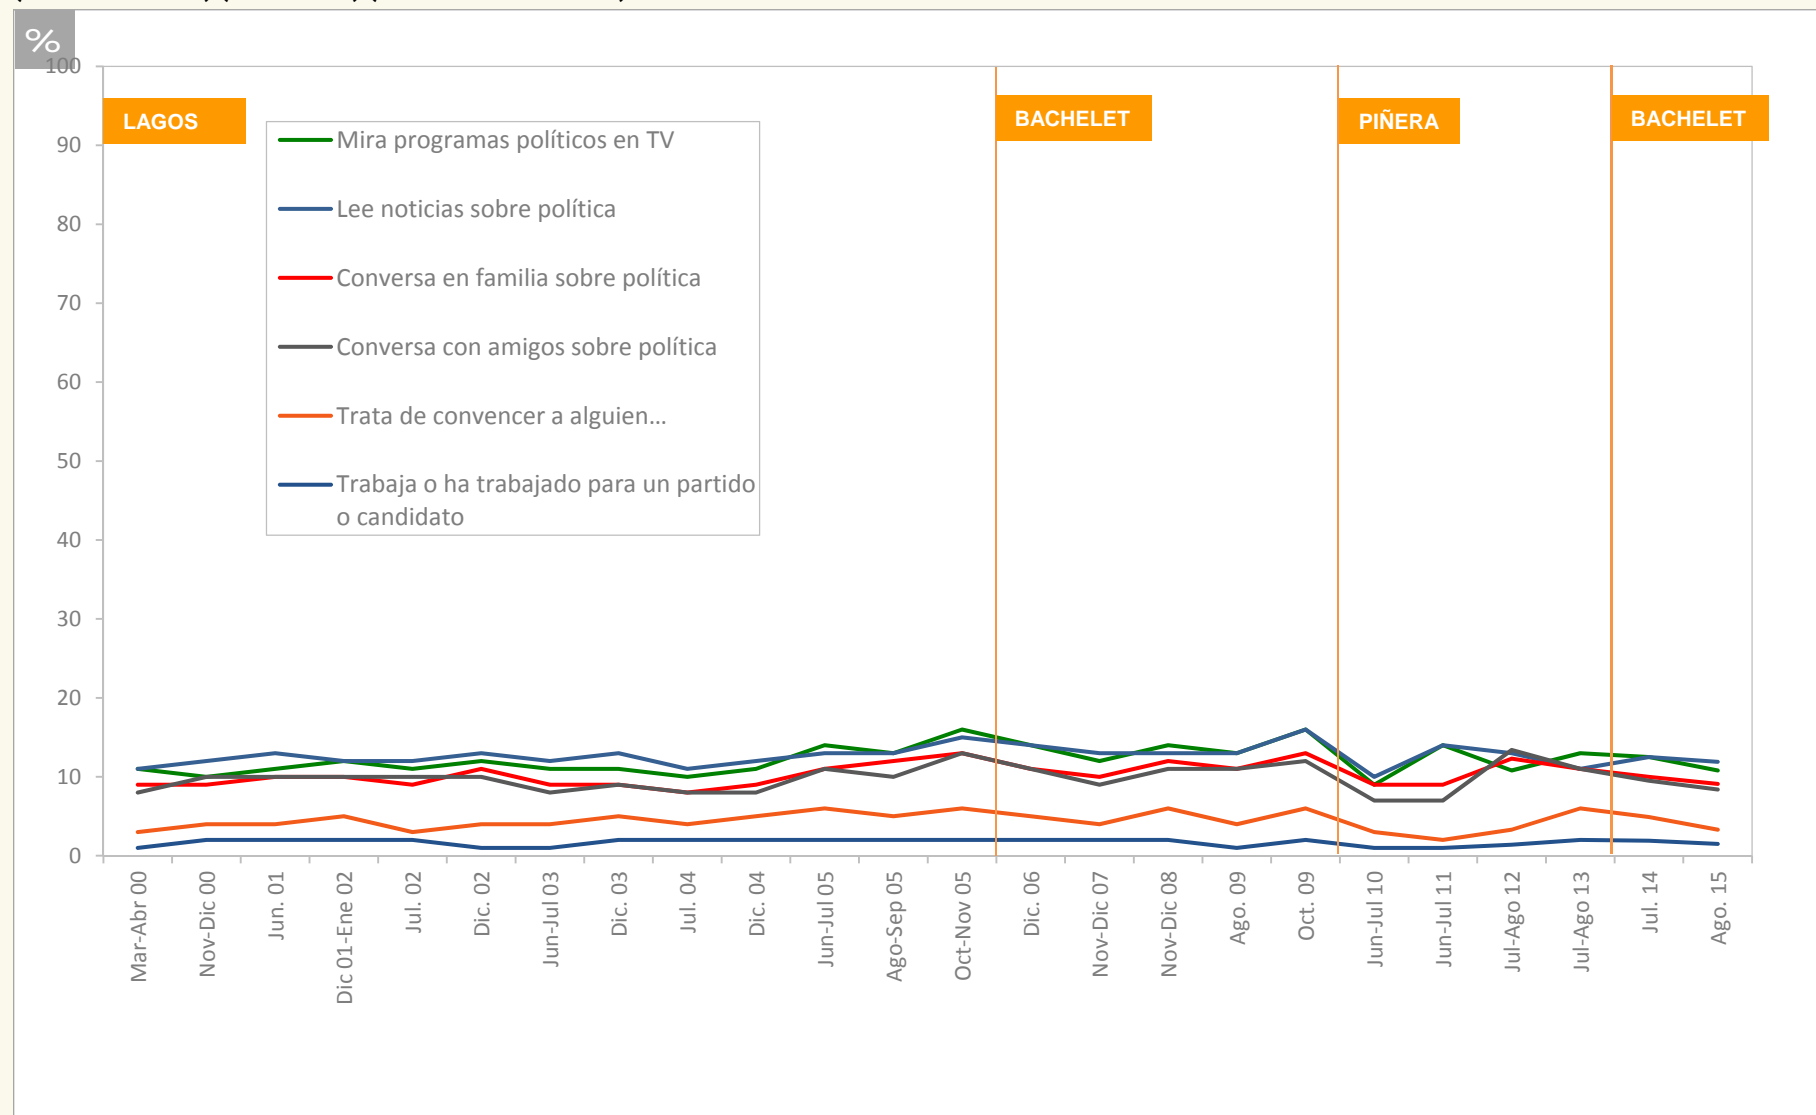 %
100
90
80
70
60
50
40
30
20
10
0
LAGOS
BACHELET
PIÑERA
BACHELET
Mira programas políticos en TV
Lee noticias sobre política
Conversa en familia sobre política
Conversa con amigos sobre política
Trata de convencer a alguien...
Trabaja o ha trabajado para un partido
o candidato
Mar-Abr 00
Nov-Dic 00
Jun. 01
Dic 01-Ene 02
Jul. 02
Dic. 02
Jun-Jul 03
Dic. 03
Jul. 04
Dic. 04
Jun-Jul 05
Ago-Sep 05
Oct-Nov 05
Dic. 06
Nov-Dic 07
Nov-Dic 08
Ago. 09
Oct. 09
Jun-Jul 10
Jun-Jul 11
Jul-Ago 12
Jul-Ago 13
Jul. 14
Ago. 15